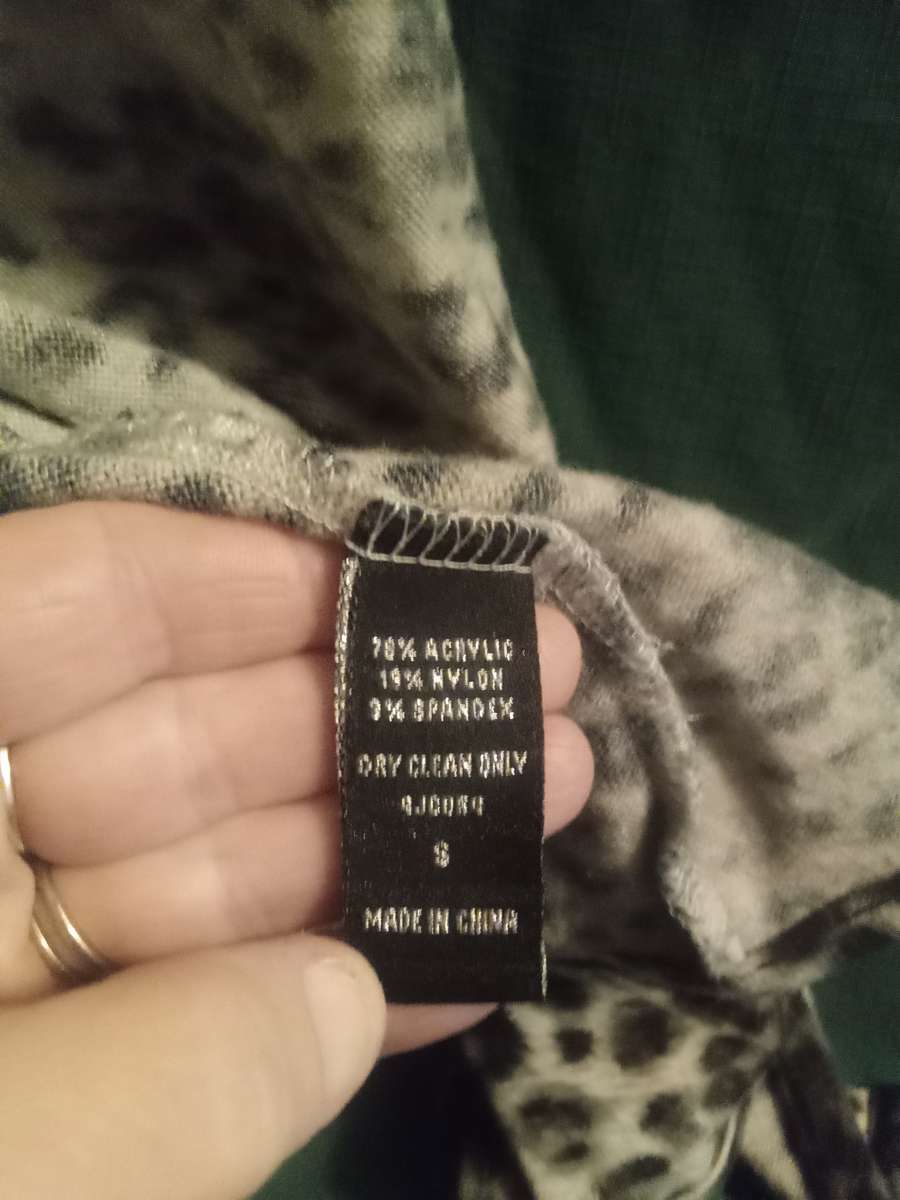 78% ACRYLIC
19% NYLON
3% SPANDEX
DRY CLEAN ONLY
S
MADE IN CHINA